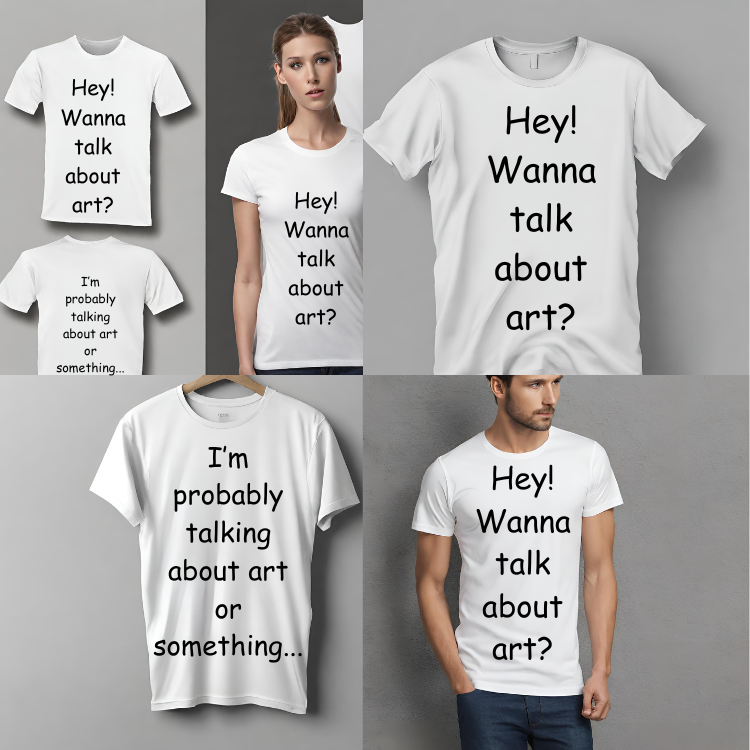 Hey!
Wanna
talk
about
art?
Hey!
Wanna
talk
about
art?
I'm
probably
talking
about art
or
something...
Hey!
Wanna
talk
about
art?
I'm
probably
talking
about art
or
something...
Hey!
Wanna
talk
about
art?